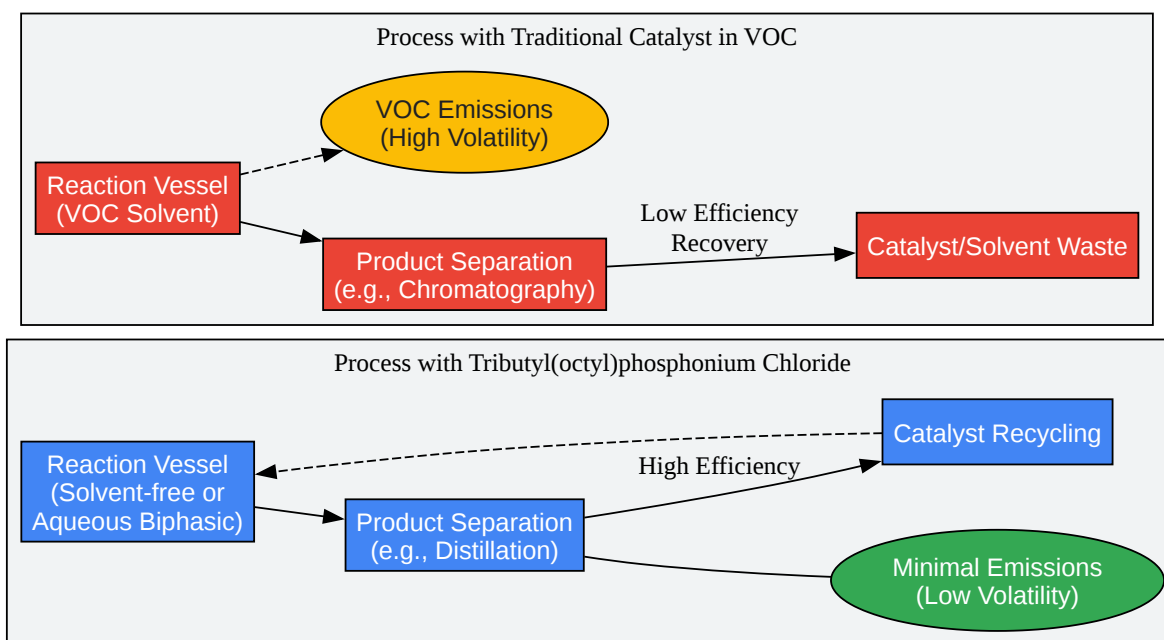 Process with Traditional Catalyst in VOC
VOC Emissions
(High Volatility)
Reaction Vessel
(VOC Solvent)
Low Efficiency
Recovery
Catalyst/Solvent Waste
Product Separation
(e.g., Chromatography)
Process with Tributyl(octyl)phosphonium Chloride
Catalyst Recycling
Reaction Vessel
(Solvent-free or
Aqueous Biphasic)
High Efficiency
Product Separation
(e.g., Distillation)
Minimal Emissions
(Low Volatility)